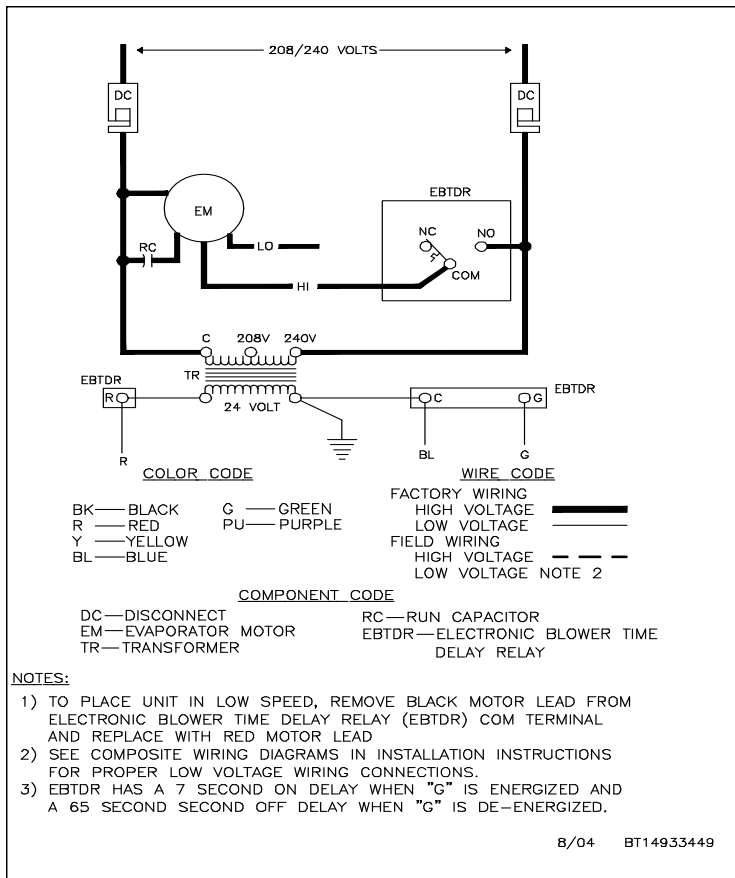 208/240 VOLTS
DC
DC
EM
RC
LO
HI
EBTDR
NC
NO
COM
C 208V 240V
TR
24 VOLT
EBTDR
R
R
EBTDR
C
G
BL
G
COLOR CODE
BK—BLACK
R —RED
Y —YELLOW
BL—BLUE
G —GREEN
PU—PURPLE
WIRE CODE
FACTORY WIRING
HIGH VOLTAGE
LOW VOLTAGE
FIELD WIRING
HIGH VOLTAGE
LOW VOLTAGE NOTE 2
COMPONENT CODE
DC—DISCONNECT
EM—EVAPORATOR MOTOR
TR—TRANSFORMER
RC—RUN CAPACITOR
EBTDR—ELECTRONIC BLOWER TIME
DELAY RELAY
NOTES:
1) TO PLACE UNIT IN LOW SPEED, REMOVE BLACK MOTOR LEAD FROM
ELECTRONIC BLOWER TIME DELAY RELAY (EBTDR) COM TERMINAL
AND REPLACE WITH RED MOTOR LEAD
2) SEE COMPOSITE WIRING DIAGRAMS IN INSTALLATION INSTRUCTIONS
FOR PROPER LOW VOLTAGE WIRING CONNECTIONS.
3) EBTDR HAS A 7 SECOND ON DELAY WHEN "G" IS ENERGIZED AND
A 65 SECOND SECOND OFF DELAY WHEN "G" IS DE-ENERGIZED.
8/04 BT14933449